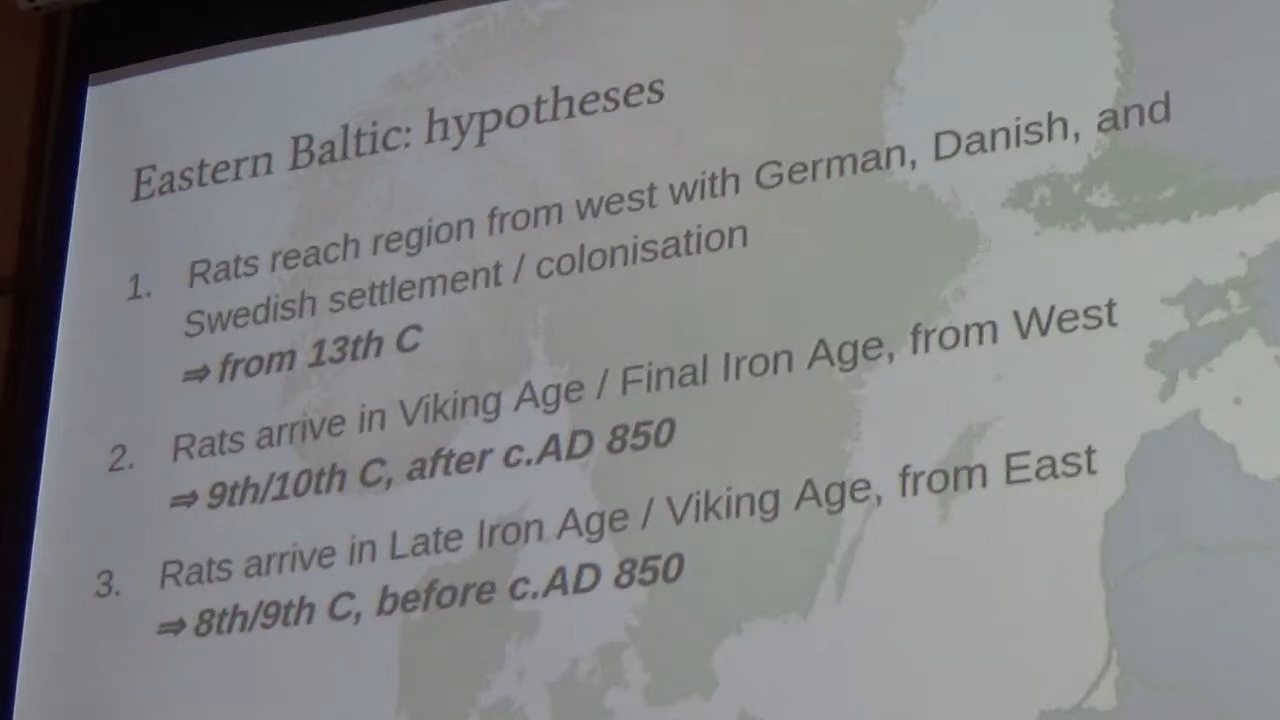 Eastern Baltic: hypotheses
1. Rats reach region from west with German, Danish, and
Swedish settlement / colonisation
⇒ from 13th C
2. Rats arrive in Viking Age / Final Iron Age, from West
⇒ 9th/10th C, after c.AD 850
3. Rats arrive in Late Iron Age / Viking Age, from East
⇒ 8th/9th C, before c.AD 850